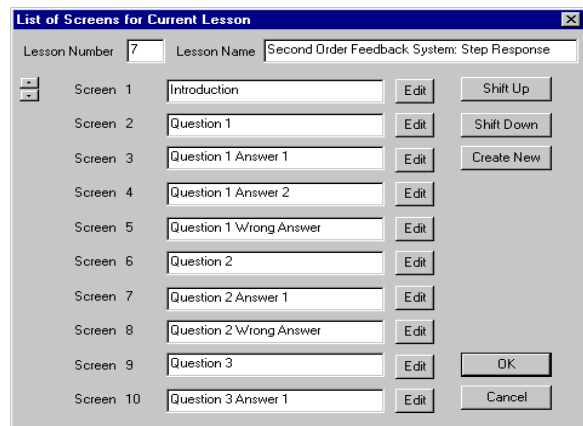 List of Screens for Current Lesson
Lesson Number 7 Lesson Name Second Order Feedback System: Step Response
Screen 1 Introduction Edit Shift Up
Screen 2 Question 1 Edit Shift Down
Screen 3 Question 1 Answer 1 Edit Create New
Screen 4 Question 1 Answer 2 Edit
Screen 5 Question 1 Wrong Answer Edit
Screen 6 Question 2 Edit
Screen 7 Question 2 Answer 1 Edit
Screen 8 Question 2 Wrong Answer Edit
Screen 9 Question 3 Edit OK
Screen 10 Question 3 Answer 1 Edit Cancel